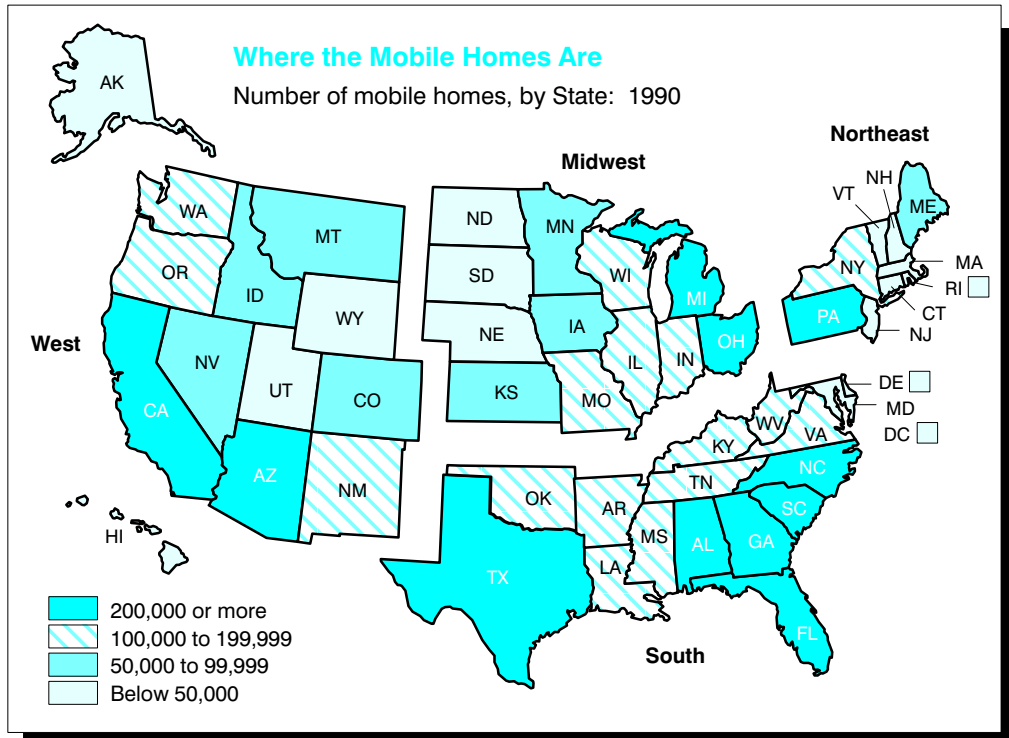 Where the Mobile Homes Are
Number of mobile homes, by State: 1990
AK
Northeast
Midwest
West
South
WA
OR
CA
NV
ID
MT
WY
UT
CO
AZ
NM
HI
ND
SD
NE
KS
MN
IA
MO
WI
IL
IN
MI
OH
TX
OK
AR
LA
MS
AL
GA
FL
SC
NC
TN
KY
WV
VA
DE
MD
DC
PA
NY
NJ
CT
RI
MA
VT
NH
ME
200,000 or more
100,000 to 199,999
50,000 to 99,999
Below 50,000